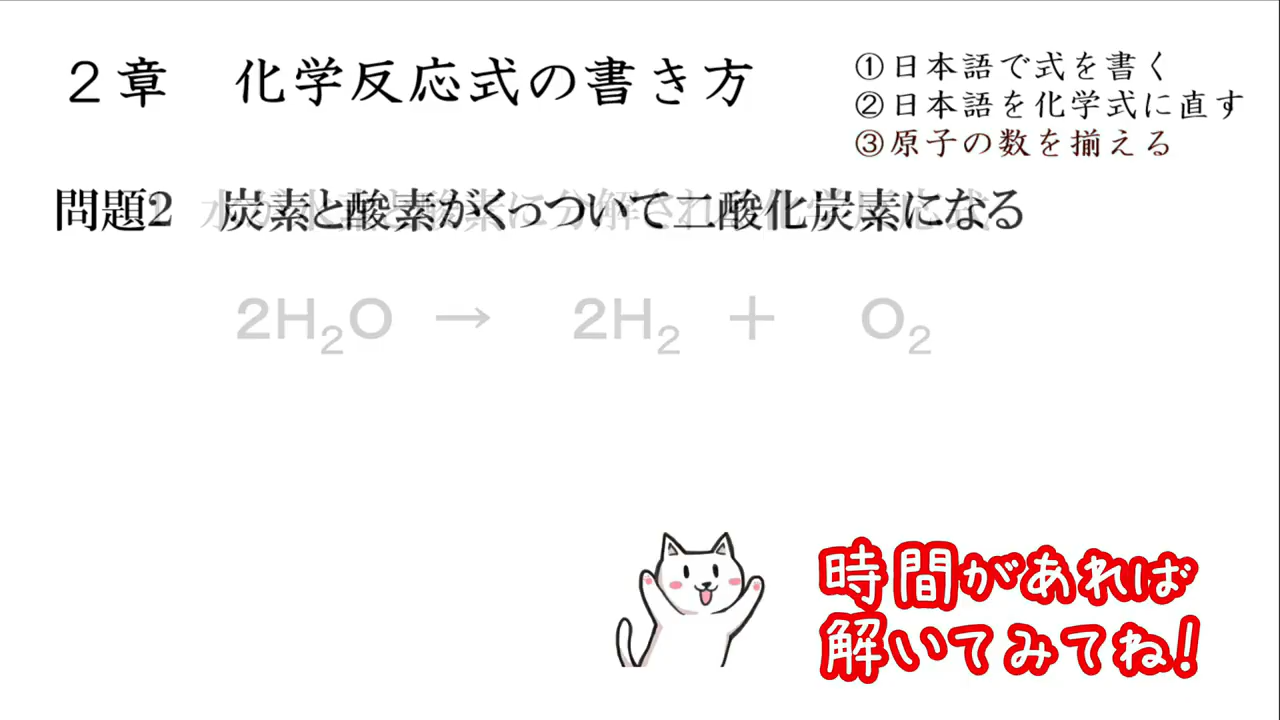 2章 化学反応式の書き方
①日本語で式を書く
②日本語を化学式に直す
③原子の数を揃える
問題2 炭素と酸素がくっついて二酸化炭素になる
2H₂O → 2H₂ + O₂
時間があれば
解いてみてね!